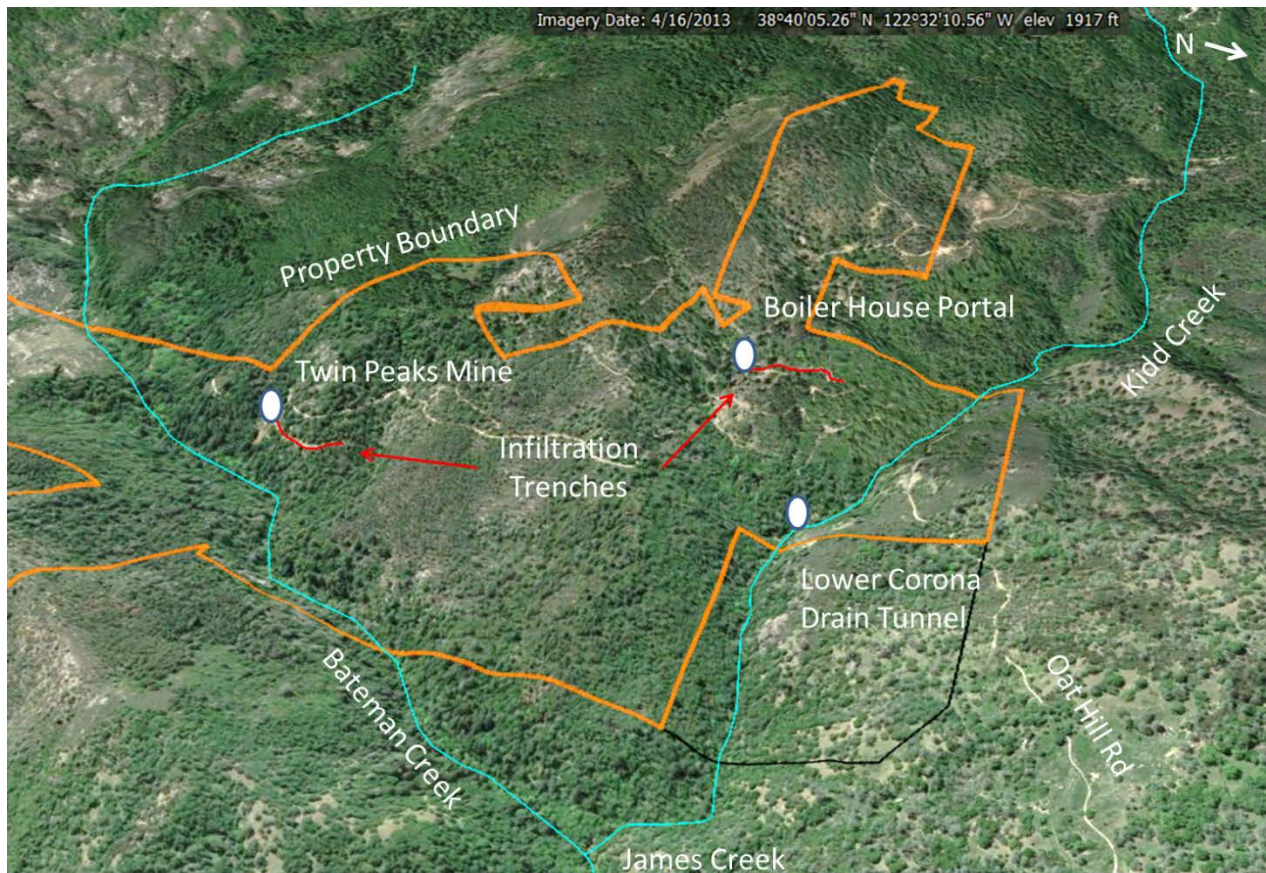 Imagery Date: 4/16/2013 38°40'05.26" N 122°32'10.56" W elev 1917 ft
N
Property Boundary
Boiler House Portal
Kidd Creek
Twin Peaks Mine
Infiltration
Trenches
Lower Corona
Drain Tunnel
Oat Hill Rd
Bateman Creek
James Creek